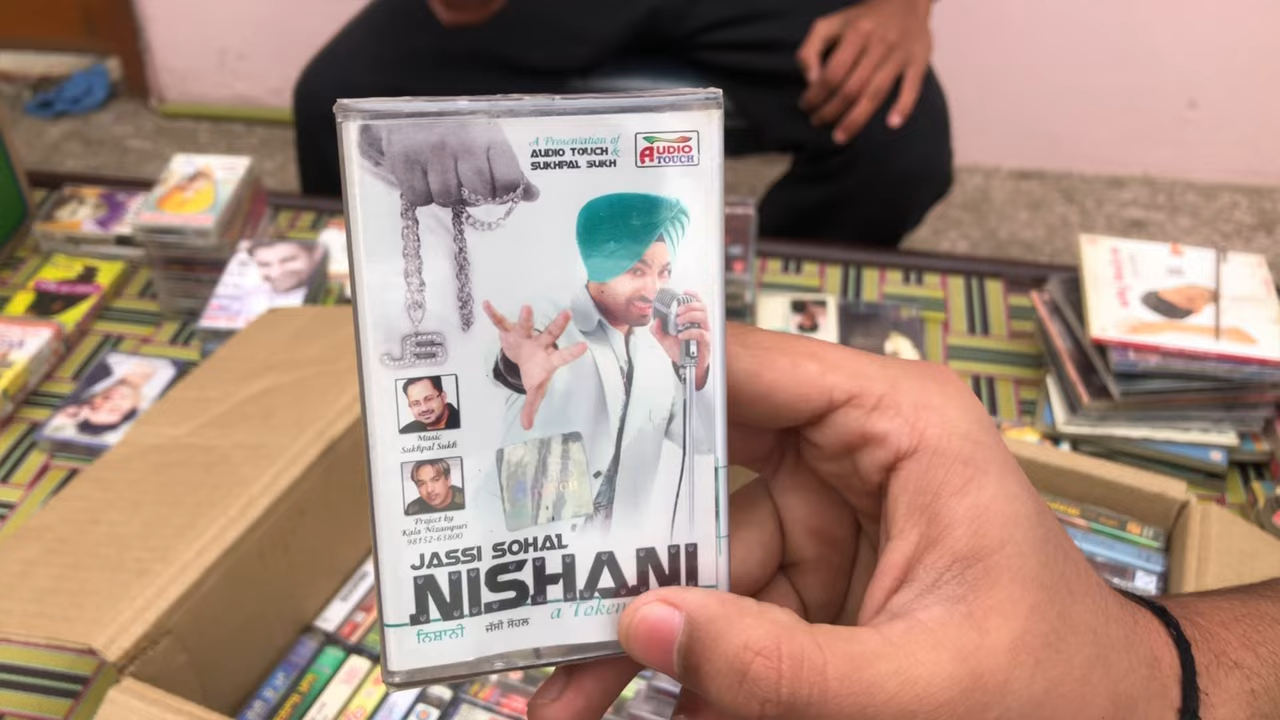 A Presentation of
AUDIO TOUCH &
SUKHPAL SUKH
AUDIO
TOUCH
JS
Music
Sukhpal Sukh
Project by
Kala Nizampuri
98152-63800
JASSI SOHAL
NISHANI
a Token
ਨਿਸ਼ਾਨੀ
ਜੱਸੀ ਸੋਹਲ